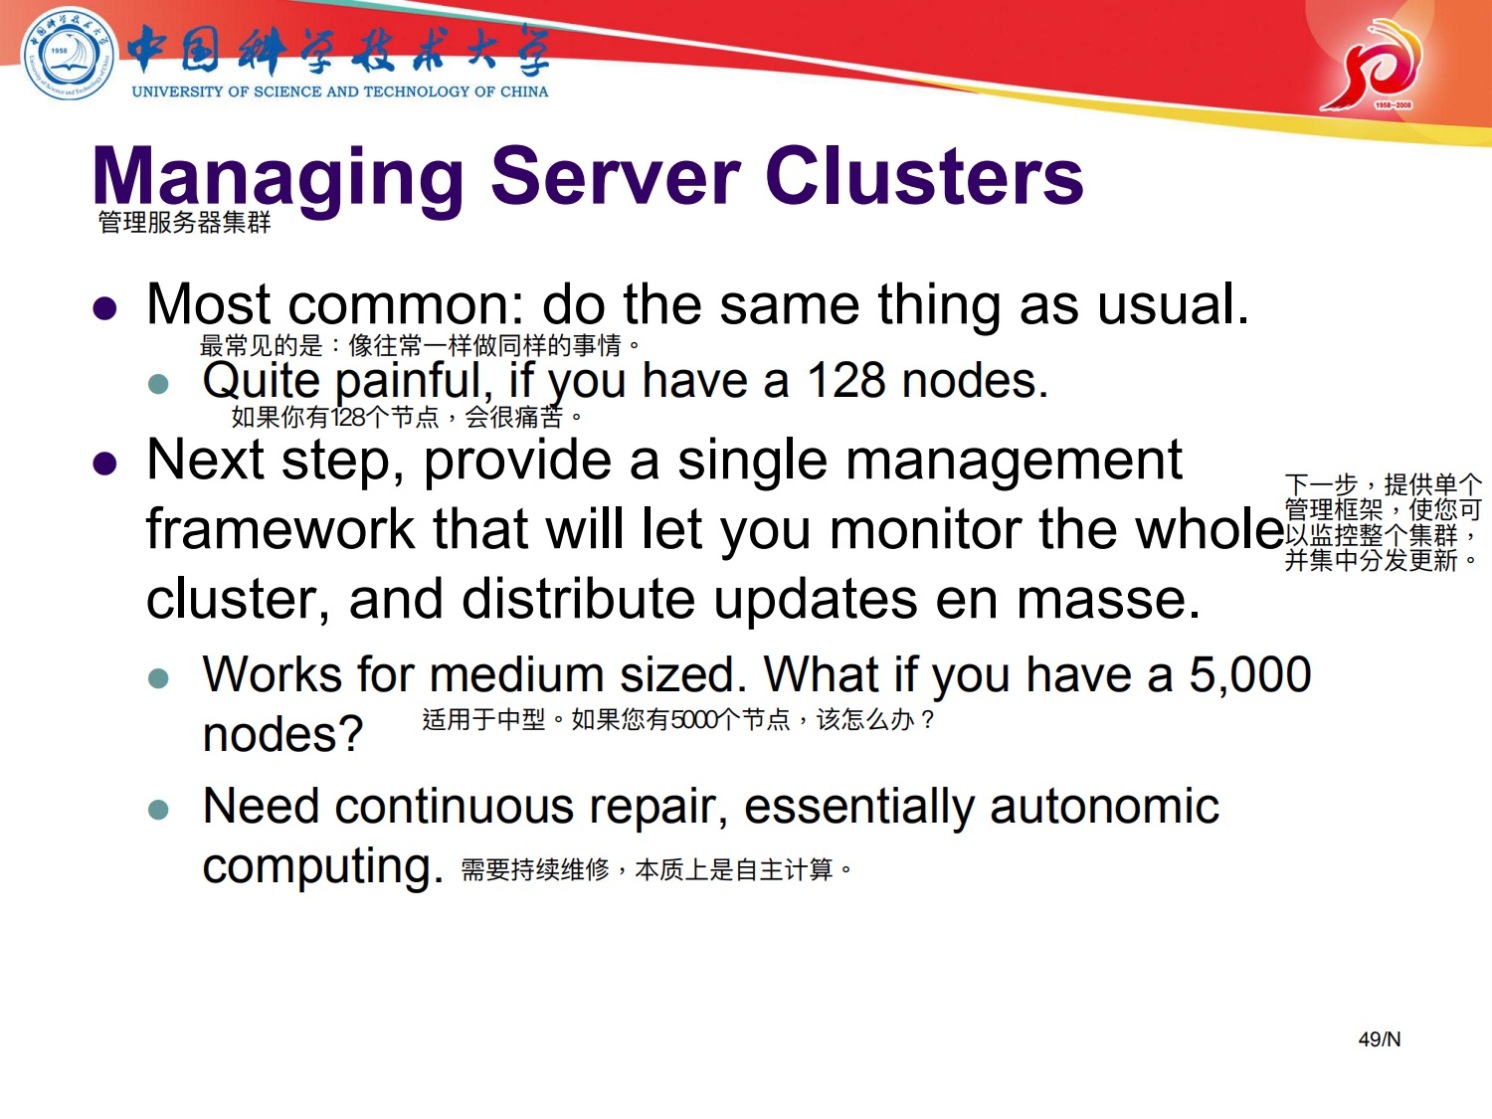 中国科学技术大学
UNIVERSITY OF SCIENCE AND TECHNOLOGY OF CHINA
1958
1958-2008
Managing Server Clusters
管理服务器集群
Most common: do the same thing as usual.
最常见的是：像往常一样做同样的事情。
Quite painful, if you have a 128 nodes.
如果你有128个节点，会很痛苦。
Next step, provide a single management
framework that will let you monitor the whole
cluster, and distribute updates en masse.
下一步，提供单个
管理框架，使您可
以监控整个集群，
并集中分发更新。
Works for medium sized. What if you have a 5,000
nodes?
适用于中型。如果您有5000个节点，该怎么办？
Need continuous repair, essentially autonomic
computing.
需要持续维修，本质上是自主计算。
49/N